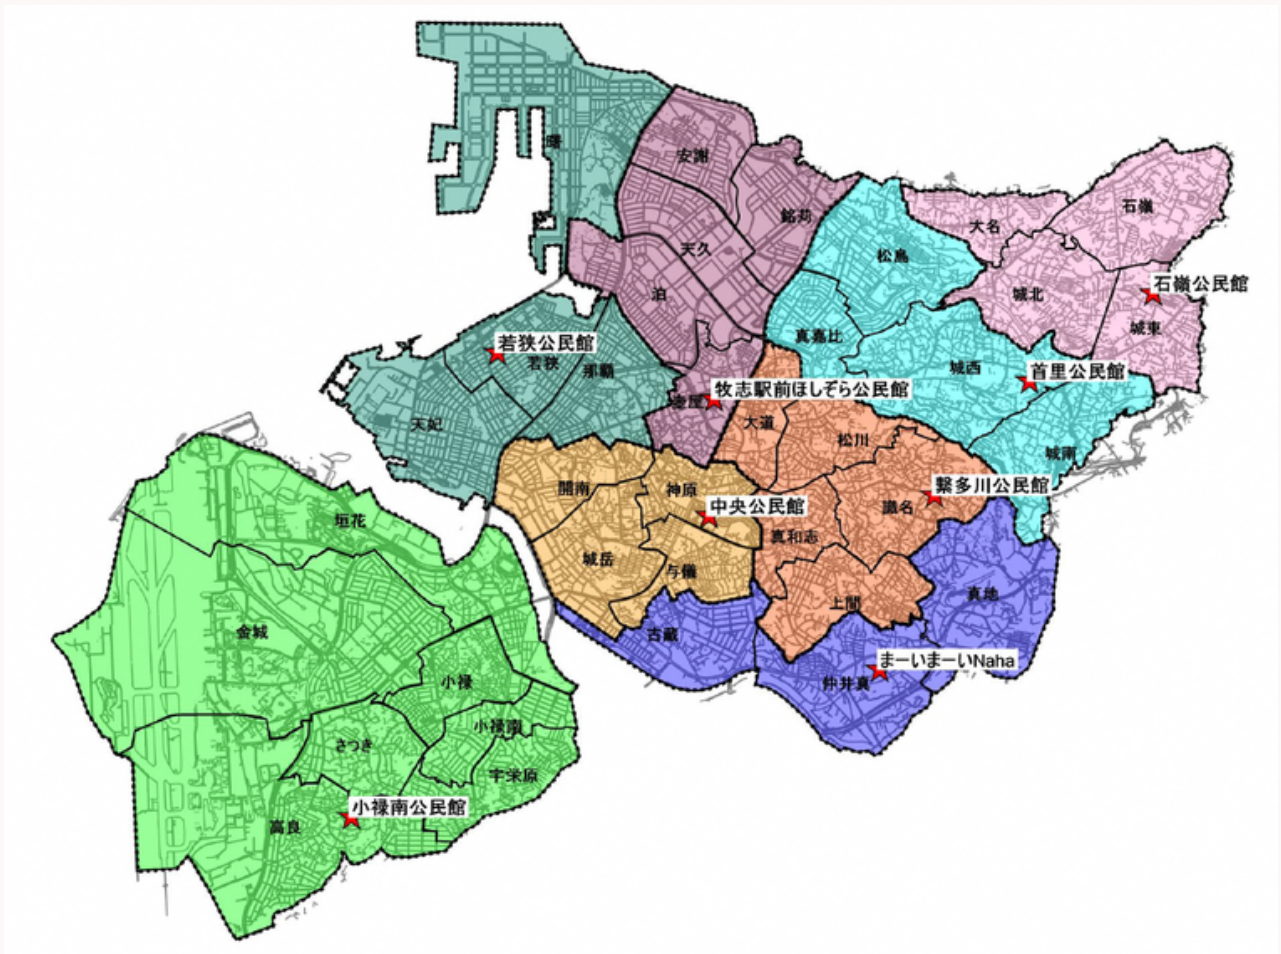 曙
安謝
銘苅
天久
泊
石嶺
大名
松島
城北
石嶺公民館
城東
真嘉比
若狭公民館
若狭
那覇
城西
首里公民館
牧志駅前ほしぞら公民館
壺屋
天妃
大道
松川
城南
開南
神原
繋多川公民館
識名
中央公民館
垣花
真和志
城岳
与儀
真地
上間
金城
古蔵
まーいまーいNaha
小禄
仲井真
小禄南
さつき
宇栄原
小禄南公民館
高良